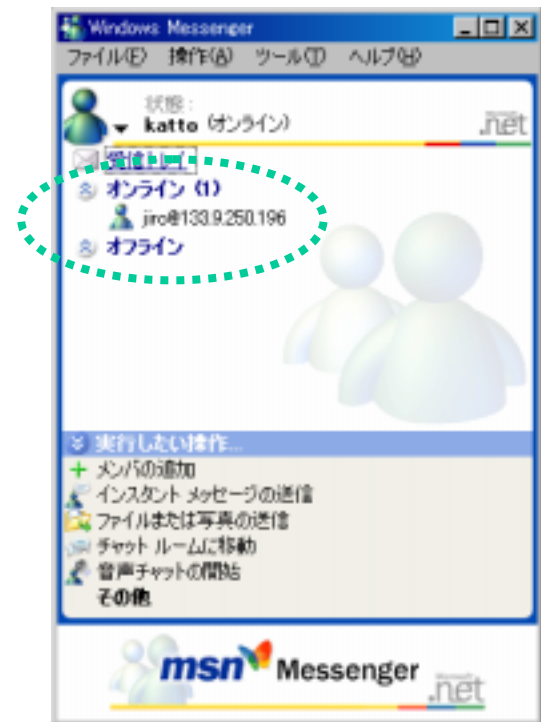 Windows Messenger
ファイル(F) 操作(A) ツール(T) ヘルプ(H)
状態:
katto (オンライン)
.net
受信トレイ
オンライン (1)
jiro@133.9.250.196
オフライン
実行したい操作...
メンバの追加
インスタント メッセージの送信
ファイルまたは写真の送信
チャット ルームに移動
音声チャットの開始
その他
msn Messenger
.net